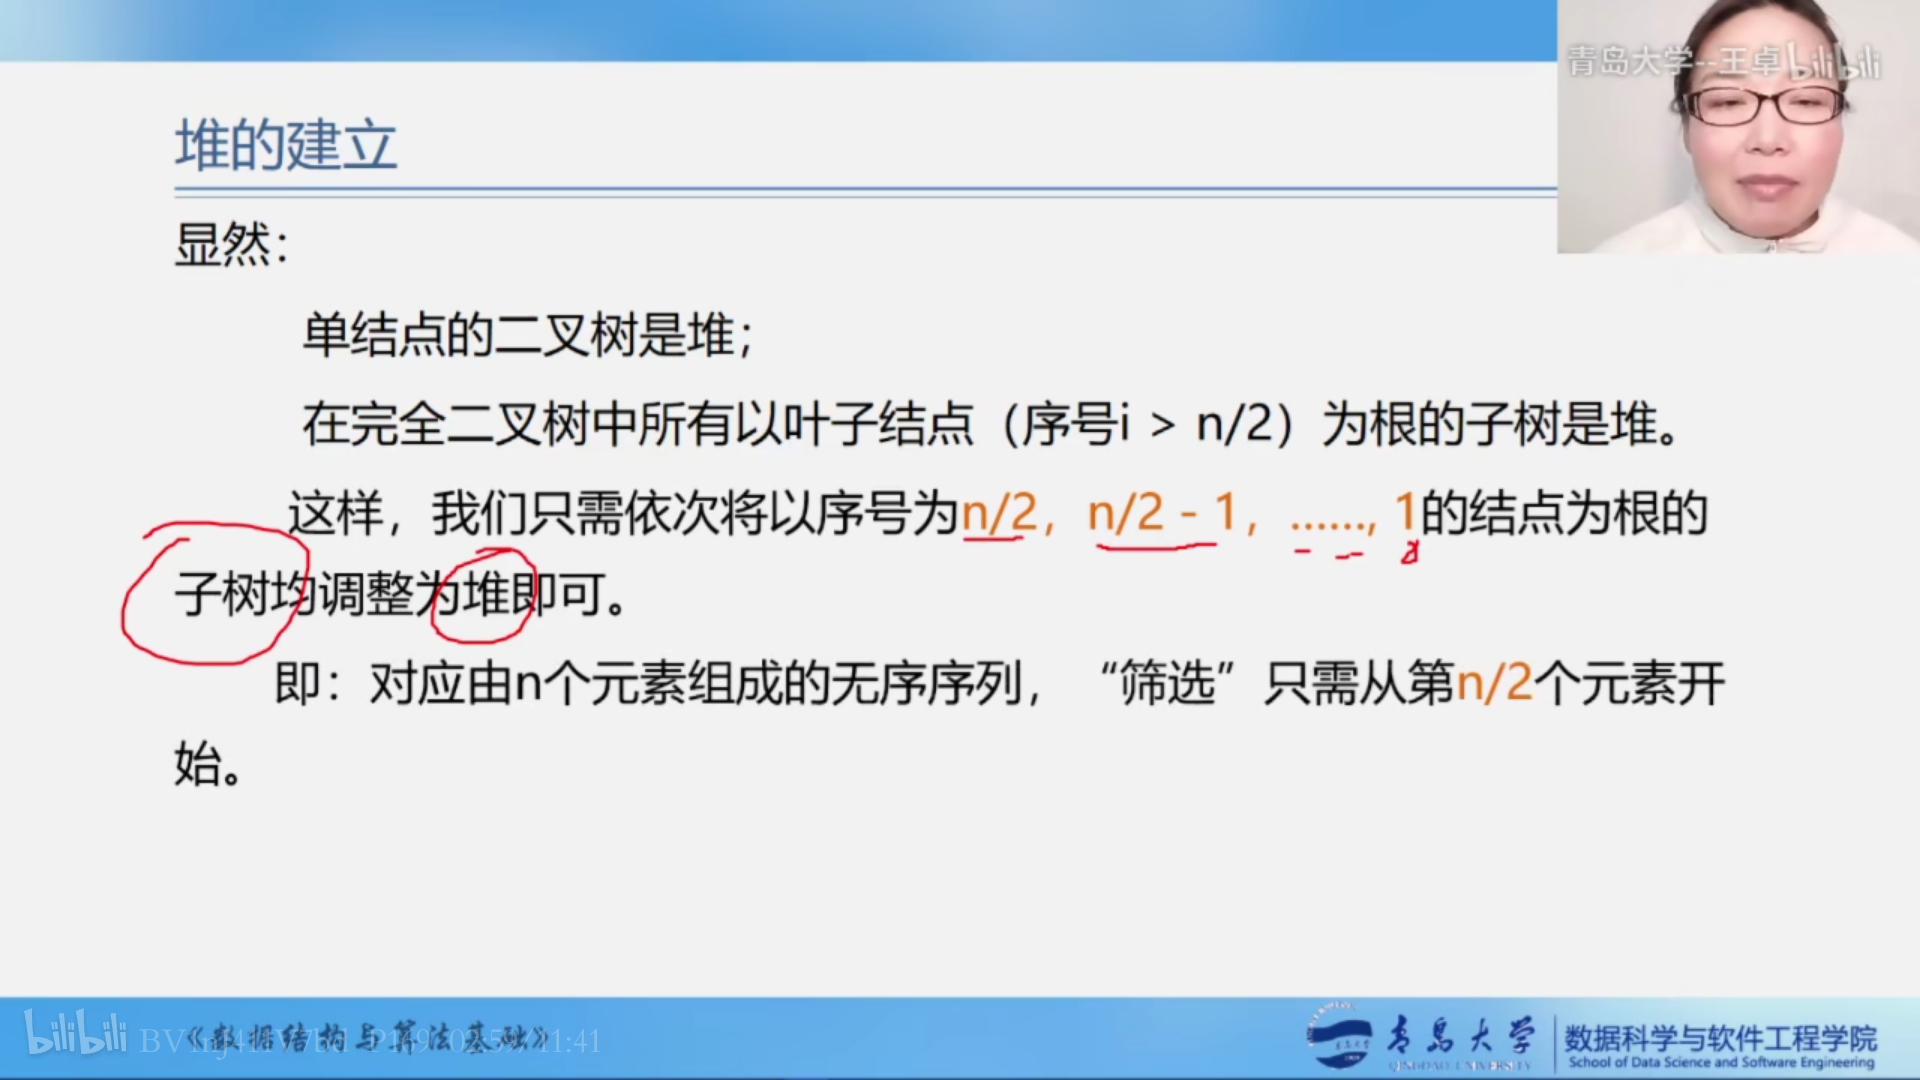 青岛大学--王卓 bilibili
堆的建立
显然：
单结点的二叉树是堆；
在完全二叉树中所有以叶子结点（序号i > n/2）为根的子树是堆。
这样，我们只需依次将以序号为n/2，n/2 - 1，……, 1的结点为根的
子树均调整为堆即可。
即：对应由n个元素组成的无序序列，“筛选”只需从第n/2个元素开
始。
bilibili
《数据结构与算法基础》
青岛大学
QINGDAO UNIVERSITY
数据科学与软件工程学院
School of Data Science and Software Engineering